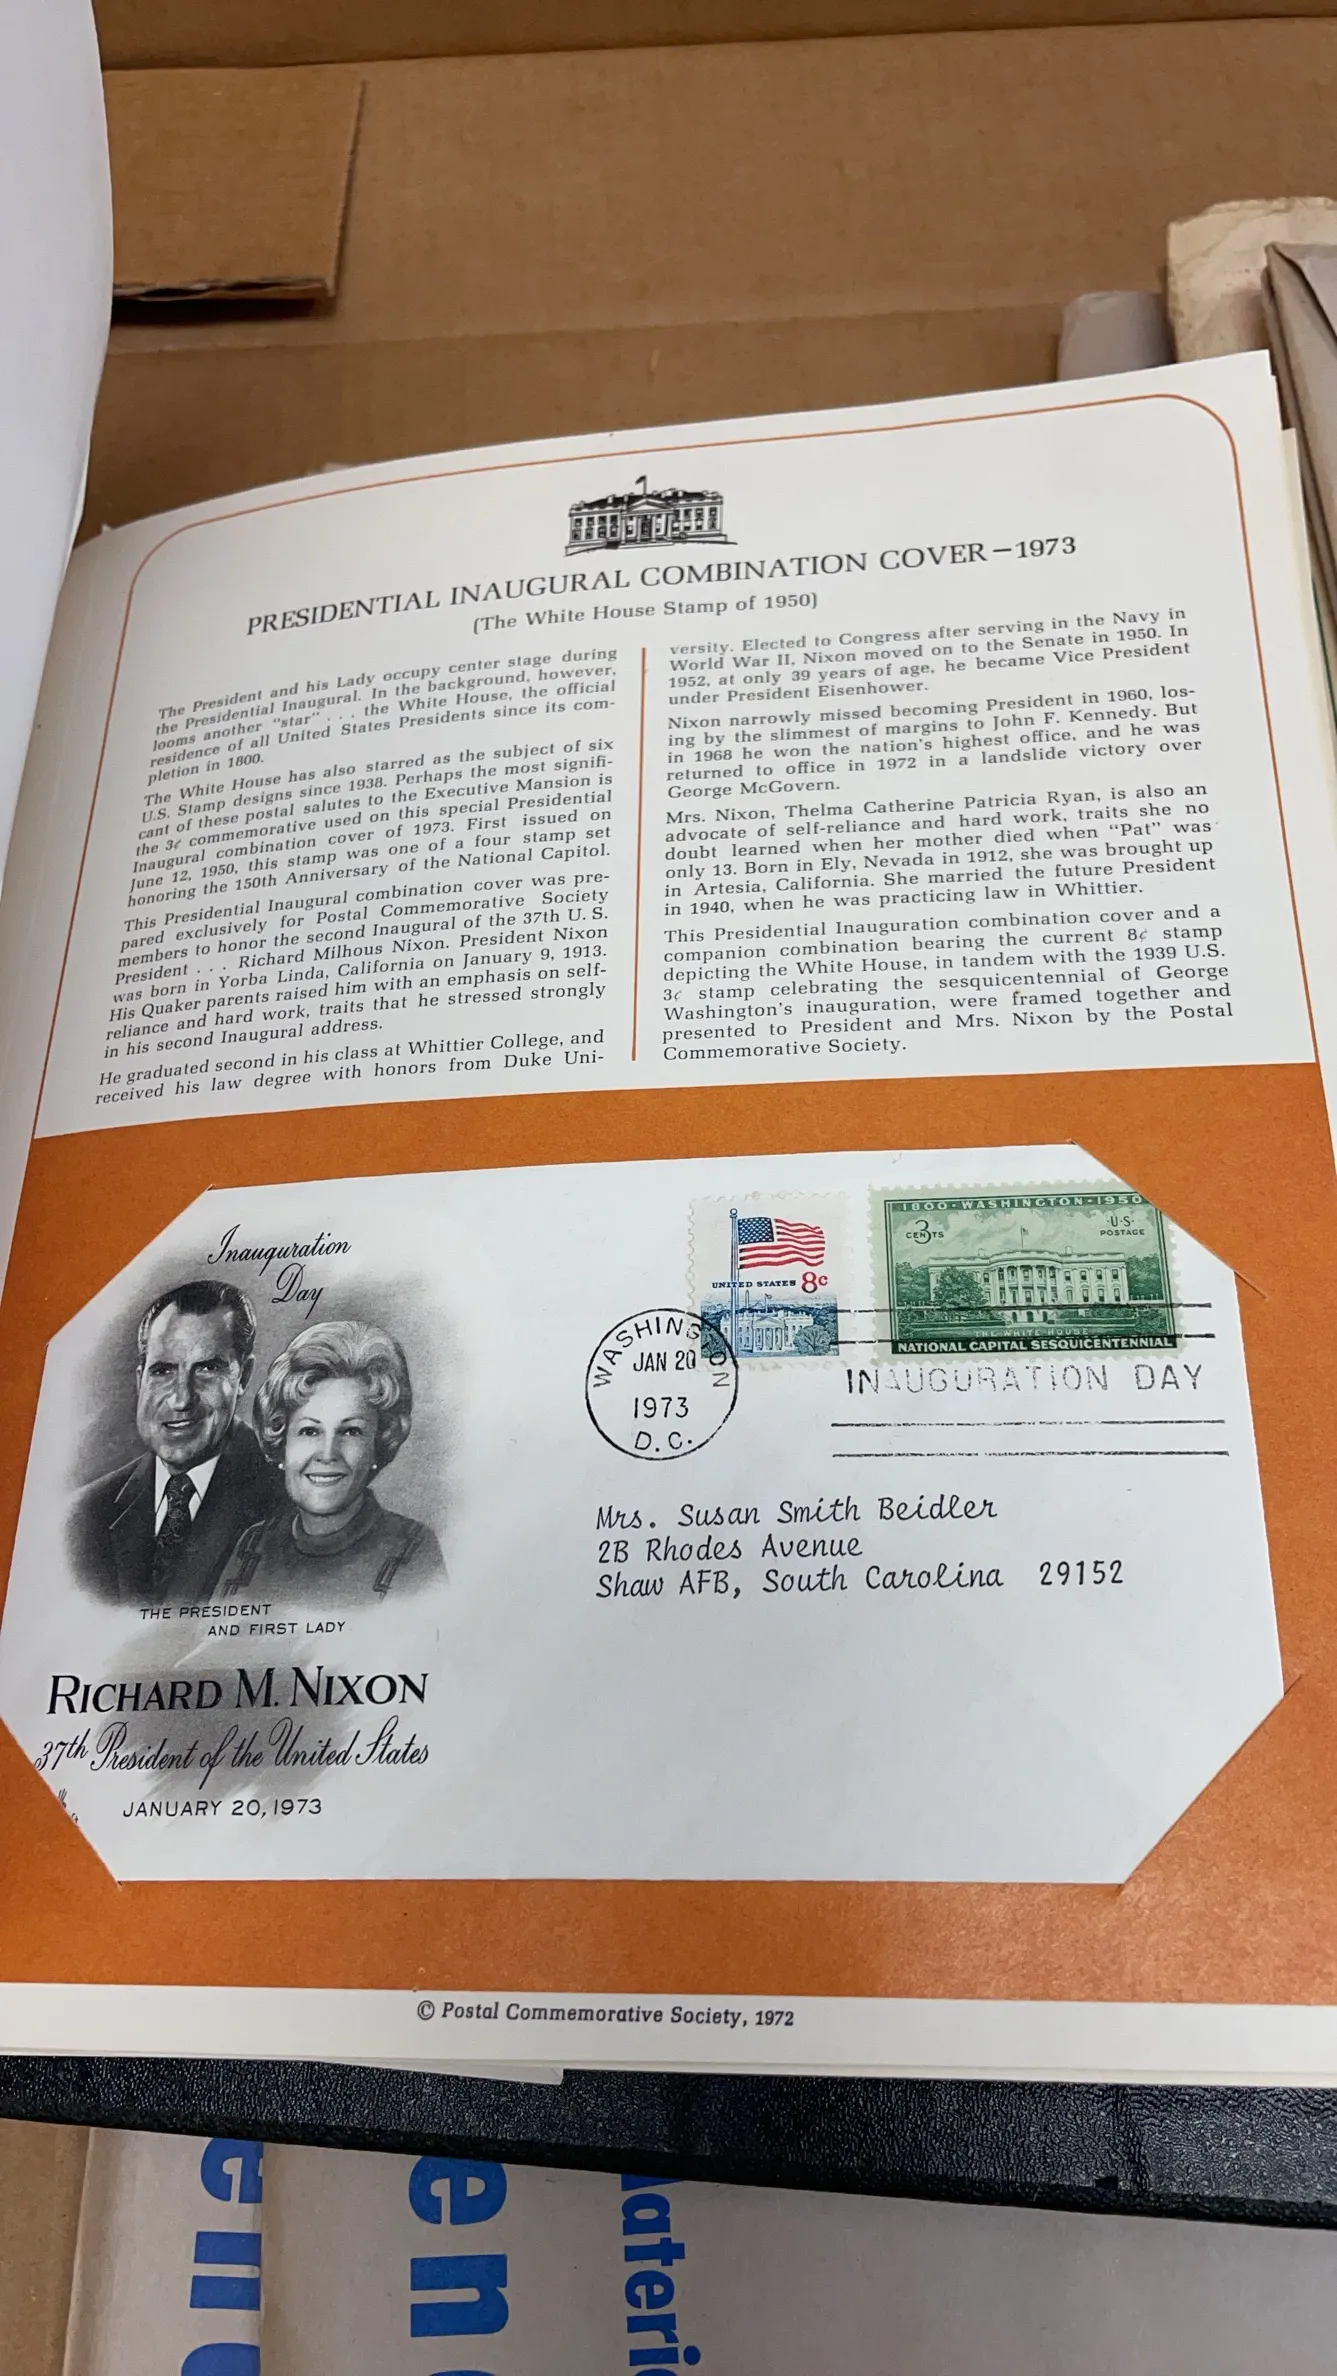 PRESIDENTIAL INAUGURAL COMBINATION COVER—1973
(The White House Stamp of 1950)
The President and his Lady occupy center stage during
the Presidential Inaugural. In the background, however,
looms another "star" . . . the White House, the official
residence of all United States Presidents since its com-
pletion in 1800.
The White House has also starred as the subject of six
U.S. Stamp designs since 1938. Perhaps the most signifi-
cant of these postal salutes to the Executive Mansion is
the 3¢ commemorative used on this special Presidential
Inaugural combination cover of 1973. First issued on
June 12, 1950, this stamp was one of a four stamp set
honoring the 150th Anniversary of the National Capitol.
This Presidential Inaugural combination cover was pre-
pared exclusively for Postal Commemorative Society
members to honor the second Inaugural of the 37th U. S.
President . . . Richard Milhous Nixon. President Nixon
was born in Yorba Linda, California on January 9, 1913.
His Quaker parents raised him with an emphasis on self-
reliance and hard work, traits that he stressed strongly
in his second Inaugural address.
He graduated second in his class at Whittier College, and
received his law degree with honors from Duke Uni-
versity. Elected to Congress after serving in the Navy in
World War II, Nixon moved on to the Senate in 1950. In
1952, at only 39 years of age, he became Vice President
under President Eisenhower.
Nixon narrowly missed becoming President in 1960, los-
ing by the slimmest of margins to John F. Kennedy. But
in 1968 he won the nation's highest office, and he was
returned to office in 1972 in a landslide victory over
George McGovern.
Mrs. Nixon, Thelma Catherine Patricia Ryan, is also an
advocate of self-reliance and hard work, traits she no
doubt learned when her mother died when "Pat" was
only 13. Born in Ely, Nevada in 1912, she was brought up
in Artesia, California. She married the future President
in 1940, when he was practicing law in Whittier.
This Presidential Inauguration combination cover and a
companion combination bearing the current 8¢ stamp
depicting the White House, in tandem with the 1939 U.S.
3¢ stamp celebrating the sesquicentennial of George
Washington's inauguration, were framed together and
presented to President and Mrs. Nixon by the Postal
Commemorative Society.
Inauguration
Day
THE PRESIDENT
AND FIRST LADY
RICHARD M. NIXON
37th President of the United States
JANUARY 20, 1973
UNITED STATES 8c
1800 · WASHINGTON · 1950
3
CENTS
·U·S·
POSTAGE
THE WHITE HOUSE
NATIONAL CAPITAL SESQUICENTENNIAL
WASHINGTON
JAN 20
1973
D.C.
INAUGURATION DAY
Mrs. Susan Smith Beidler
2B Rhodes Avenue
Shaw AFB, South Carolina 29152
© Postal Commemorative Society, 1972